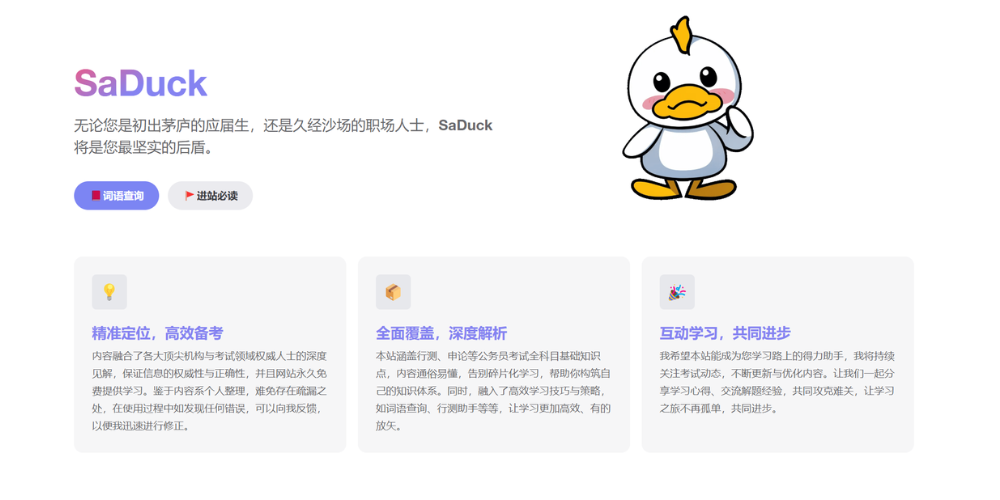 SaDuck
无论您是初出茅庐的应届生，还是久经沙场的职场人士，SaDuck
将是您最坚实的后盾。
词语查询
进站必读
精准定位，高效备考
内容融合了各大顶尖机构与考试领域权威人士的深度
见解，保证信息的权威性与正确性，并且网站永久免
费提供学习。鉴于内容系个人整理，难免存在疏漏之
处，在使用过程中如发现任何错误，可以向我反馈，
以便我迅速进行修正。
全面覆盖，深度解析
本站涵盖行测、申论等公务员考试全科目基础知识
点，内容通俗易懂，告别碎片化学习，帮助你构筑自
己的知识体系。同时，融入了高效学习技巧与策略，
如词语查询、行测助手等等，让学习更加高效、有的
放矢。
互动学习，共同进步
我希望本站能成为您学习路上的得力助手，我将持续
关注考试动态，不断更新与优化内容。让我们一起分
享学习心得、交流解题经验，共同攻克难关，让学习
之旅不再孤单，共同进步。